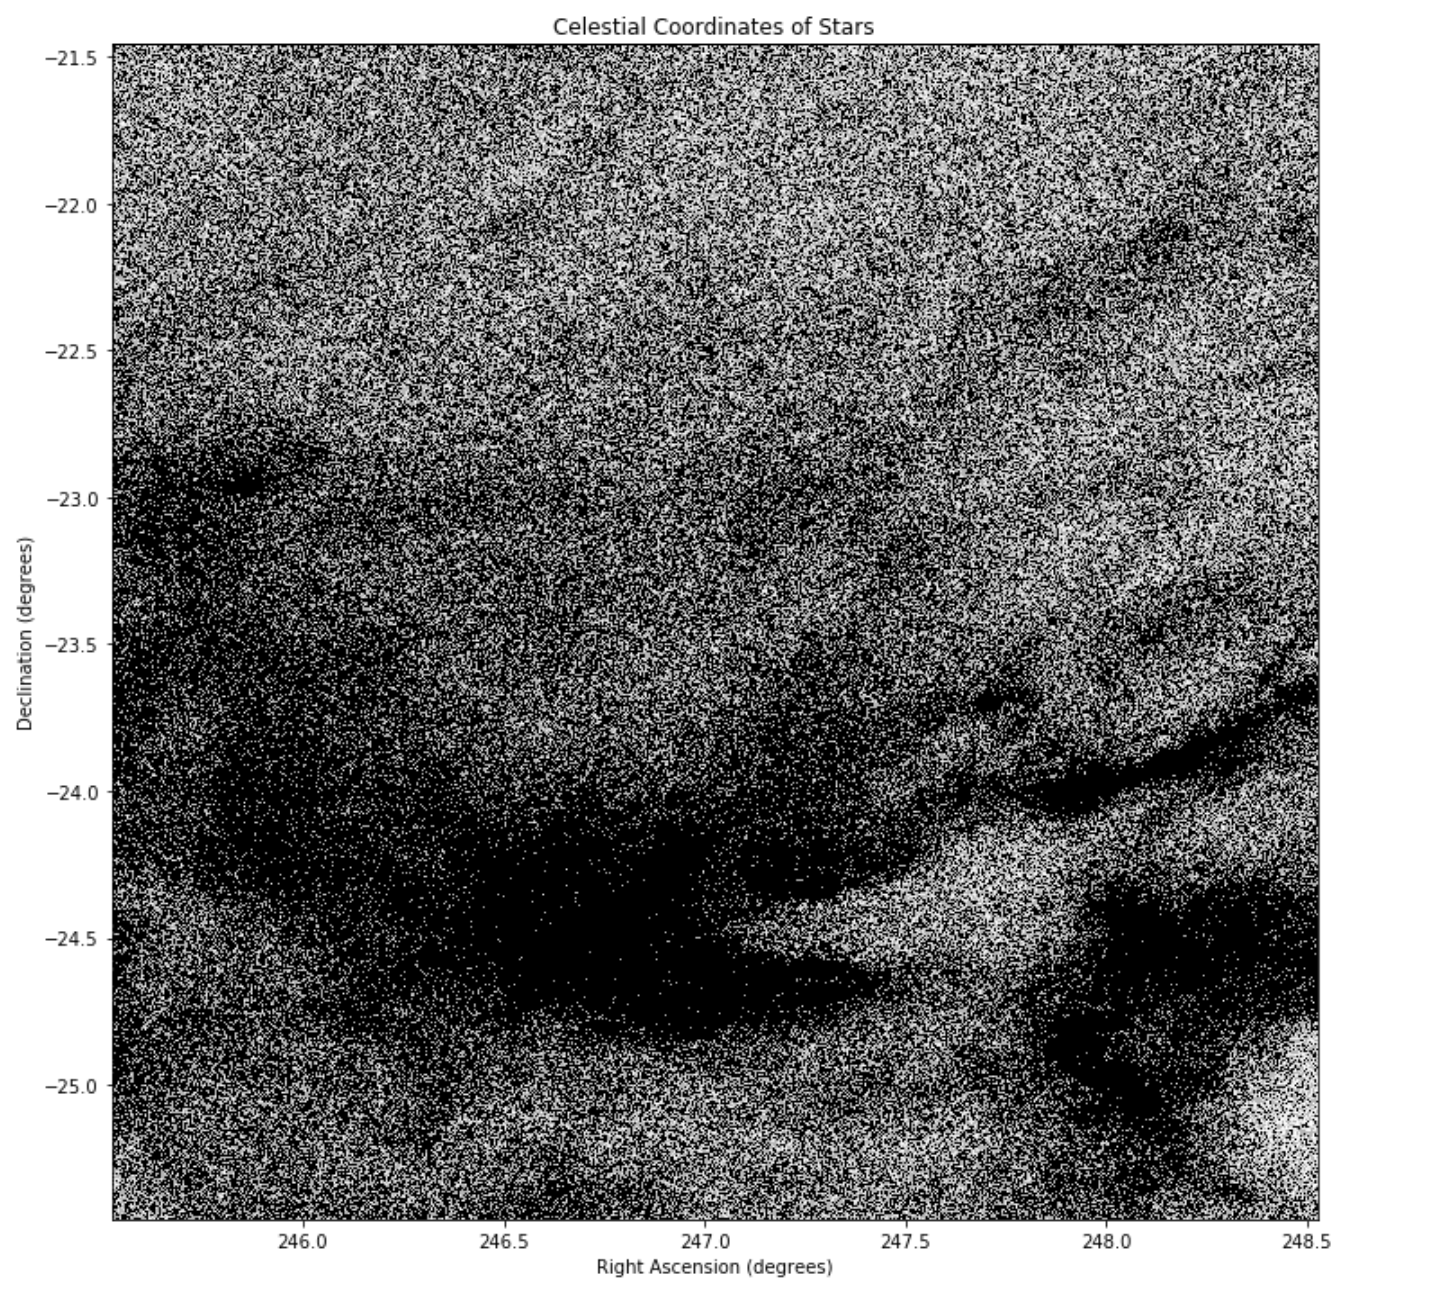 Celestial Coordinates of Stars
−21.5
−22.0
−22.5
−23.0
−23.5
−24.0
−24.5
−25.0
Declination (degrees)
246.0 246.5 247.0 247.5 248.0 248.5
Right Ascension (degrees)